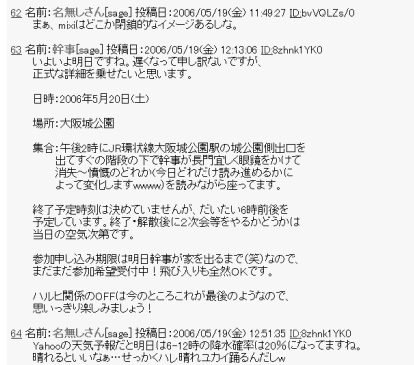 62 名前：名無しさん[sage] 投稿日：2006/05/19(金) 11:49:27 ID:bvVQLZs/0
まぁ、mixiはどこか閉鎖的なイメージあるしな。
63 名前：幹事[sage] 投稿日：2006/05/19(金) 12:13:06 ID:8zhnk1YK0
いよいよ明日ですね。遅くなって申し訳ないですが、
正式な詳細を乗せたいと思います。
日時：2006年5月20日(土)
場所：大阪城公園
集合：午後2時にJR環状線大阪城公園駅の城公園側出口を
出てすぐの階段の下で幹事が長門宜しく眼鏡をかけて
消失～憤慨のどれか(今日どれだけ読み進めるかに
よって変化しますwwww)を読みながら座ってます。
終了予定時刻は決めていませんが、だいたい6時前後を
予定しています。終了・解散後に２次会等をやるかどうかは
当日の空気次第です。
参加申し込み期限は明日幹事が家を出るまで(笑)なので、
まだまだ参加希望受付中！飛び入りも全然OKです。
ハルヒ関係のOFFは今のところこれが最後のようなので、
思いっきり楽しみましょう！
64 名前：名無しさん[sage] 投稿日：2006/05/19(金) 12:51:35 ID:8zhnk1YK0
Yahooの天気予報だと明日は6-12時の降水確率は20％になってますね。
晴れるといいなぁ…せっかくハレ晴れユカイ踊るんだしw